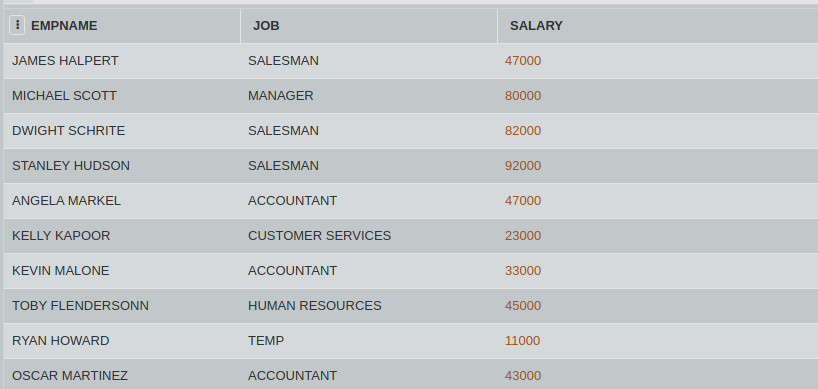 EMPNAME JOB SALARY
JAMES HALPERT SALESMAN 47000
MICHAEL SCOTT MANAGER 80000
DWIGHT SCHRITE SALESMAN 82000
STANLEY HUDSON SALESMAN 92000
ANGELA MARKEL ACCOUNTANT 47000
KELLY KAPOOR CUSTOMER SERVICES 23000
KEVIN MALONE ACCOUNTANT 33000
TOBY FLENDERSONN HUMAN RESOURCES 45000
RYAN HOWARD TEMP 11000
OSCAR MARTINEZ ACCOUNTANT 43000